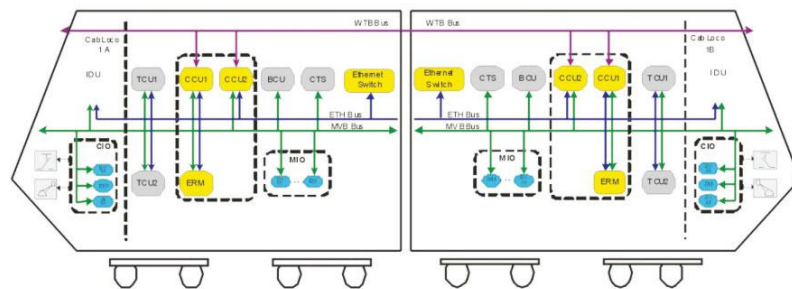 WTB Bus
WTB Bus
Cab Loco
1A
Cab Loco
1B
IDU
TCU1
CCU1
CCU2
BCU
CTS
Ethernet
Switch
Ethernet
Switch
CTS
BCU
CCU2
CCU1
TCU1
IDU
ETH Bus
ETH Bus
MVB Bus
MVB Bus
CIO
MIO
MIO
CIO
TCU2
ERM
ERM
TCU2